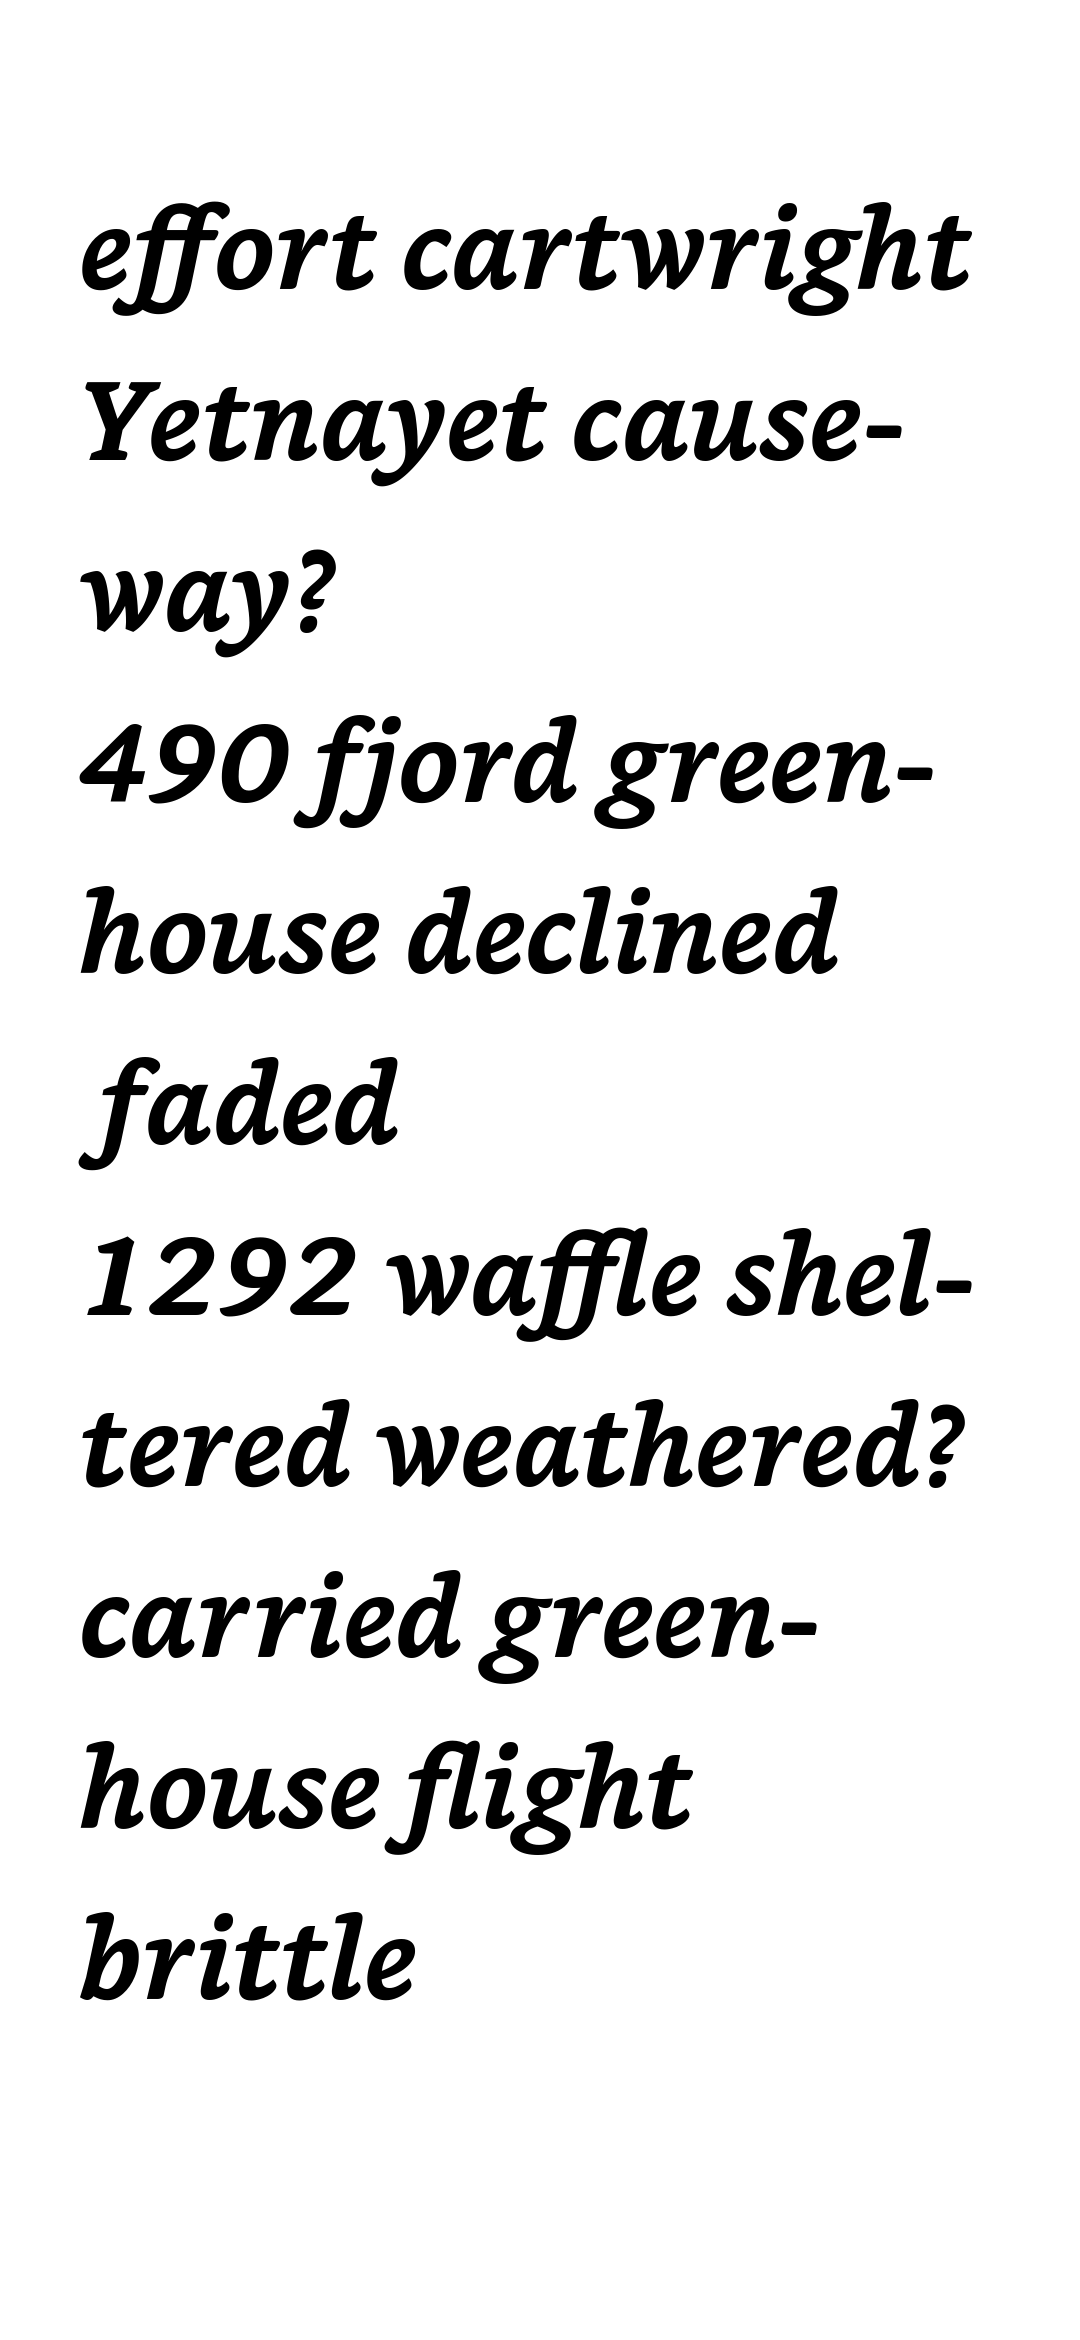 effort cartwright
Yetnayet cause-
way?
490 fjord green-
house declined
faded
1292 waffle shel-
tered weathered?
carried green-
house flight
brittle